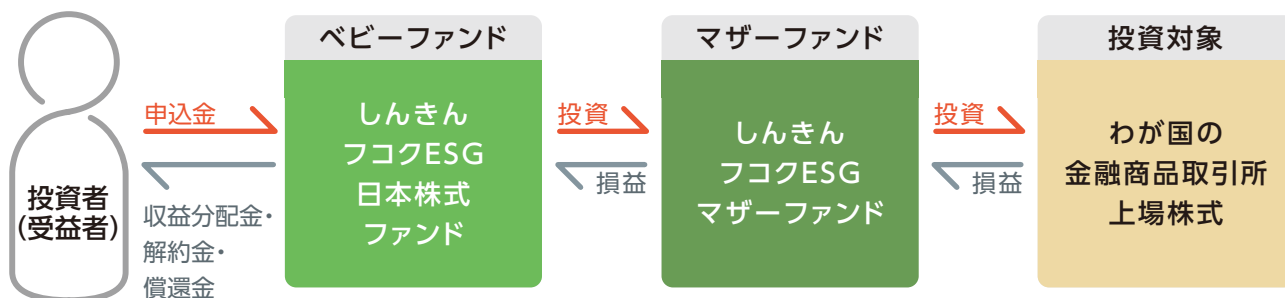 投資者
(受益者)
申込金
収益分配金・
解約金・
償還金
ベビーファンド
しんきん
フコクESG
日本株式
ファンド
投資
損益
マザーファンド
しんきん
フコクESG
マザーファンド
投資
損益
投資対象
わが国の
金融商品取引所
上場株式